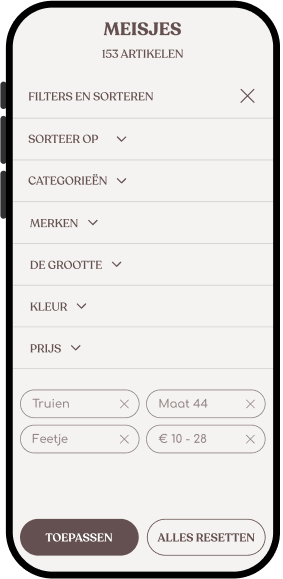 MEISJES
153 ARTIKELEN
FILTERS EN SORTEREN
SORTEER OP
CATEGORIEËN
MERKEN
DE GROOTTE
KLEUR
PRIJS
Truien Maat 44
Feetje € 10 - 28
TOEPASSEN ALLES RESETTEN